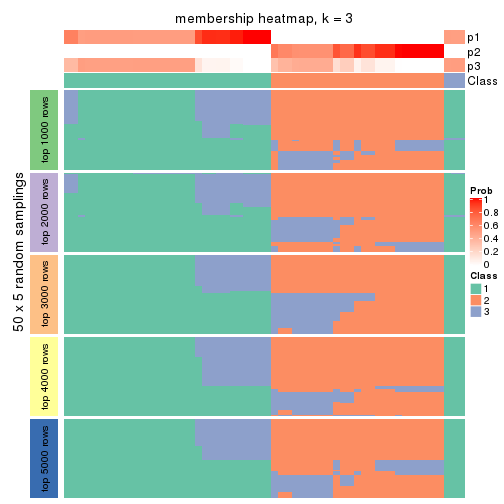 membership heatmap, k = 3
p1
p2
p3
Class
50 x 5 random samplings
top 1000 rows
top 2000 rows
top 3000 rows
top 4000 rows
top 5000 rows
Prob
1
0.8
0.6
0.4
0.2
0
Class
1
2
3